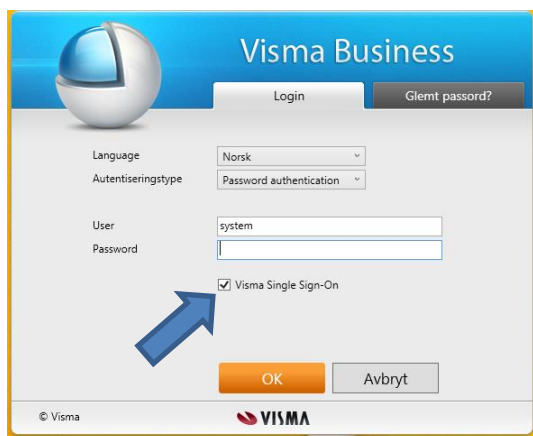 Visma Business
Login
Glemt passord?
Language
Norsk
Autentiseringstype
Password authentication
User
system
Password
Visma Single Sign-On
OK
Avbryt
© Visma
VISMA